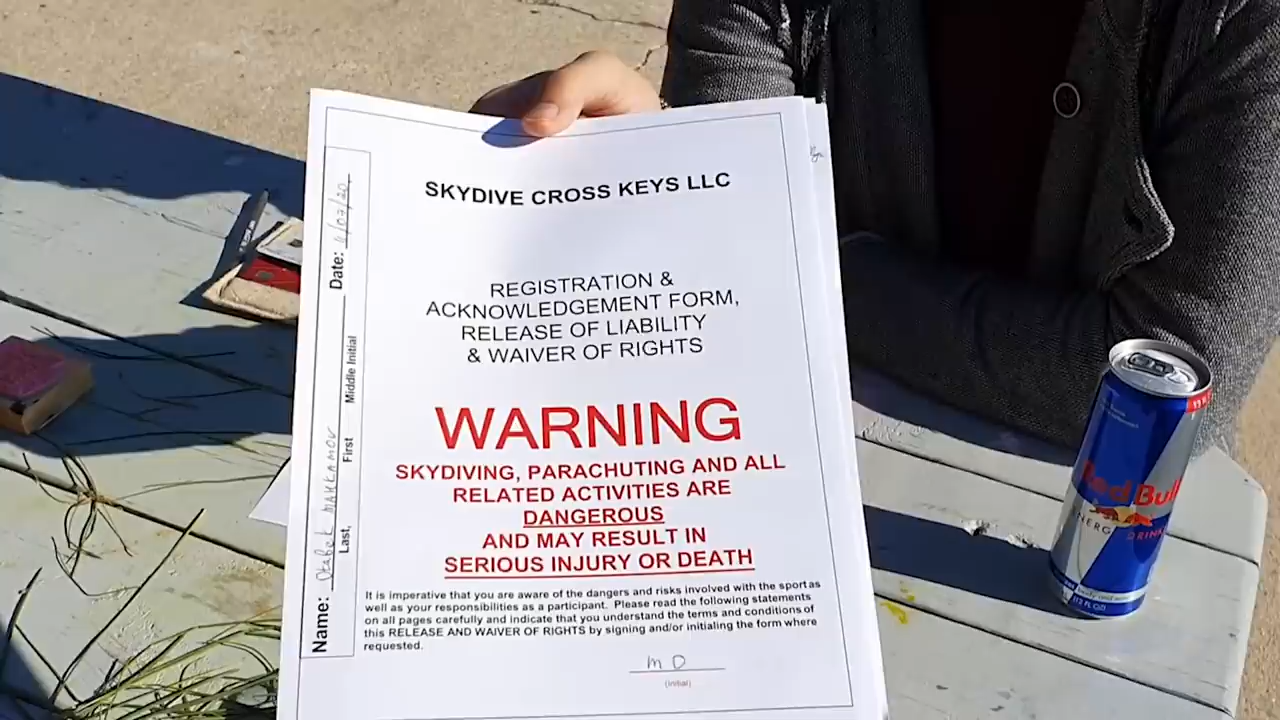 SKYDIVE CROSS KEYS LLC
REGISTRATION &
ACKNOWLEDGEMENT FORM,
RELEASE OF LIABILITY
& WAIVER OF RIGHTS
WARNING
SKYDIVING, PARACHUTING AND ALL
RELATED ACTIVITIES ARE
DANGEROUS
AND MAY RESULT IN
SERIOUS INJURY OR DEATH
It is imperative that you are aware of the dangers and risks involved with the sport as
well as your responsibilities as a participant. Please read the following statements
on all pages carefully and indicate that you understand the terms and conditions of
this RELEASE AND WAIVER OF RIGHTS by signing and/or initialing the form where
requested.
M D
(initial)
Name: MAHKAMOV Date:
Last, First Middle Initial
Red Bull
ENERGY DRINK